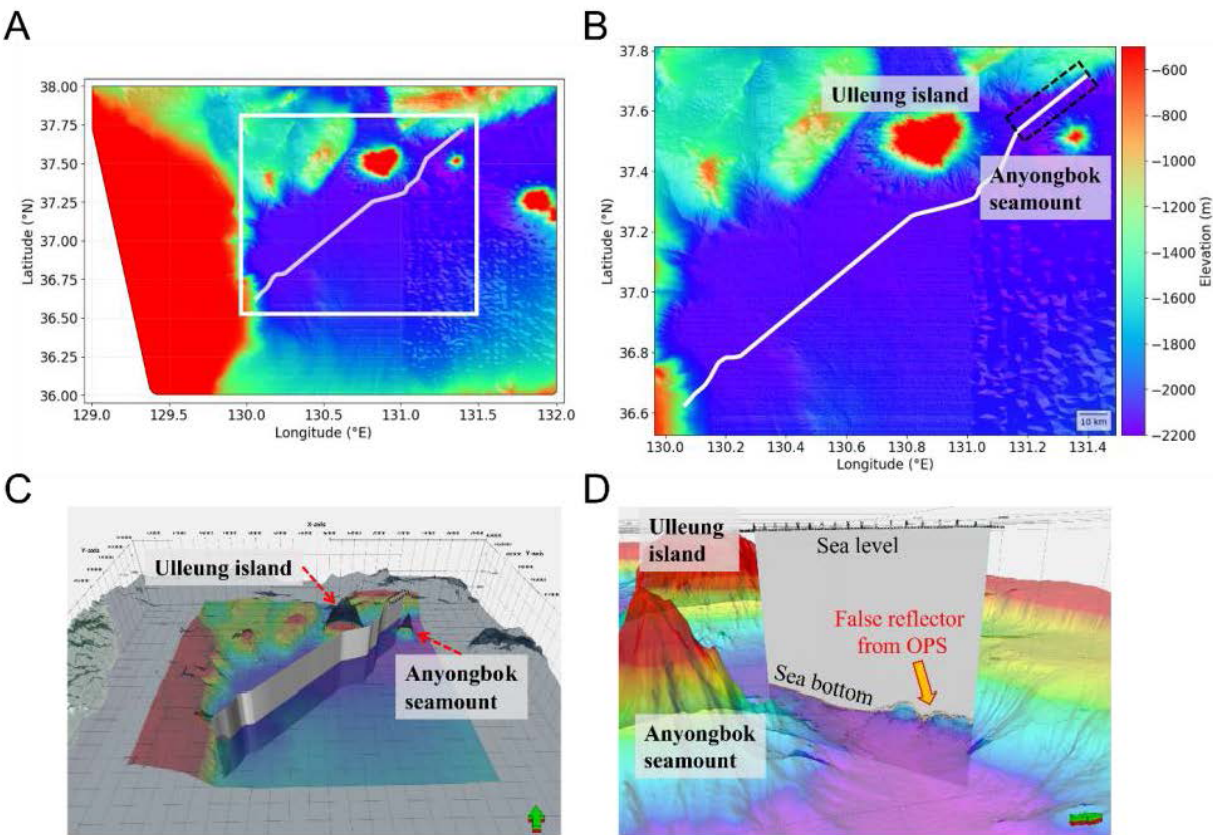 A
38.00
37.75
37.50
37.25
37.00
36.75
36.50
36.25
36.00
Latitude (°N)
129.0
129.5
130.0
130.5
131.0
131.5
132.0
Longitude (°E)
B
37.8
37.6
37.4
37.2
37.0
36.8
36.6
Latitude (°N)
Ulleung island
Anyongbok
seamount
10 km
130.0
130.2
130.4
130.6
130.8
131.0
131.2
131.4
Longitude (°E)
−600
−800
−1000
−1200
−1400
−1600
−1800
−2000
−2200
Elevation (m)
C
X-axis
Y-axis
Y-axis
Ulleung island
Anyongbok
seamount
D
Ulleung
island
Sea level
False reflector
from OPS
Sea bottom
Anyongbok
seamount